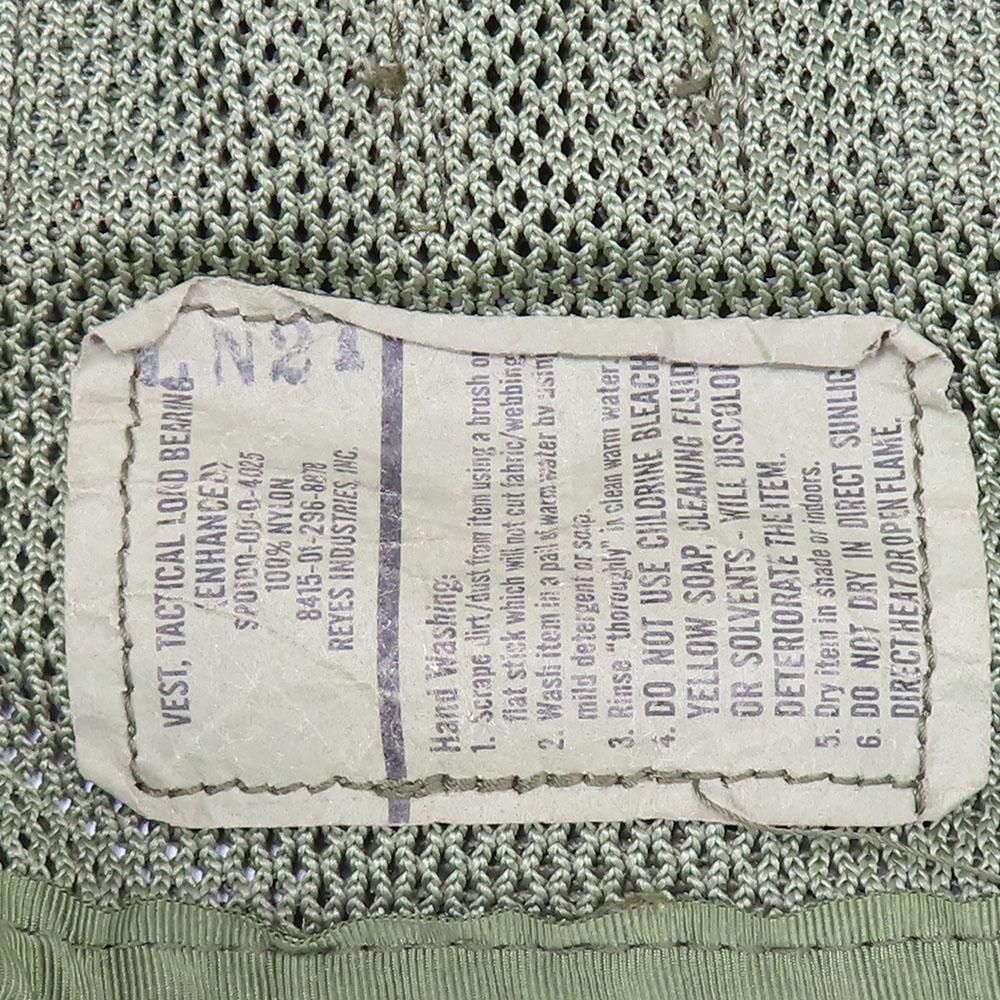 VEST, TACTICAL LOAD BEARING
(ENHANCED)
SPO100-00-D-4025
100% NYLON
8415-01-296-8878
REYES INDUSTRIES, INC.
Hand Washing:
1. Scrape dirt/dust from item using a brush or
flat stick which will not cut fabric/webbing
2. Wash item in a pail of warm water by using
mild detergent or soap.
3. Rinse "thoroughly" in clean warm water.
4. DO NOT USE CHLORINE BLEACH
YELLOW SOAP, CLEANING FLUID
OR SOLVENTS - WILL DISCOLOR
DETERIORATE THE ITEM.
5. Dry item in shade or indoors.
6. DO NOT DRY IN DIRECT SUNLIG
DIRECT HEAT OR OPEN FLAME.